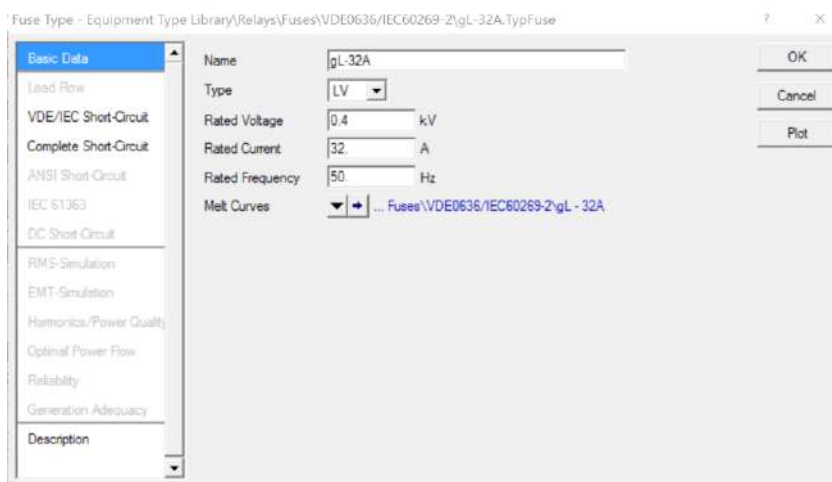 Fuse Type - Equipment Type Library\Relays\Fuses\VDE0636/IEC60269-2\gL-32A.TypFuse ? ×
Basic Data
Load Flow
VDE/IEC Short-Circuit
Complete Short-Circuit
ANSI Short-Circuit
IEC 61363
DC Short-Circuit
RMS-Simulation
EMT-Simulation
Harmonics/Power Quality
Optimal Power Flow
Reliability
Generation Adequacy
Description
Name gL-32A
Type LV
Rated Voltage 0.4 kV
Rated Current 32. A
Rated Frequency 50. Hz
Melt Curves ... Fuses\VDE0636/IEC60269-2\gL - 32A
OK
Cancel
Plot